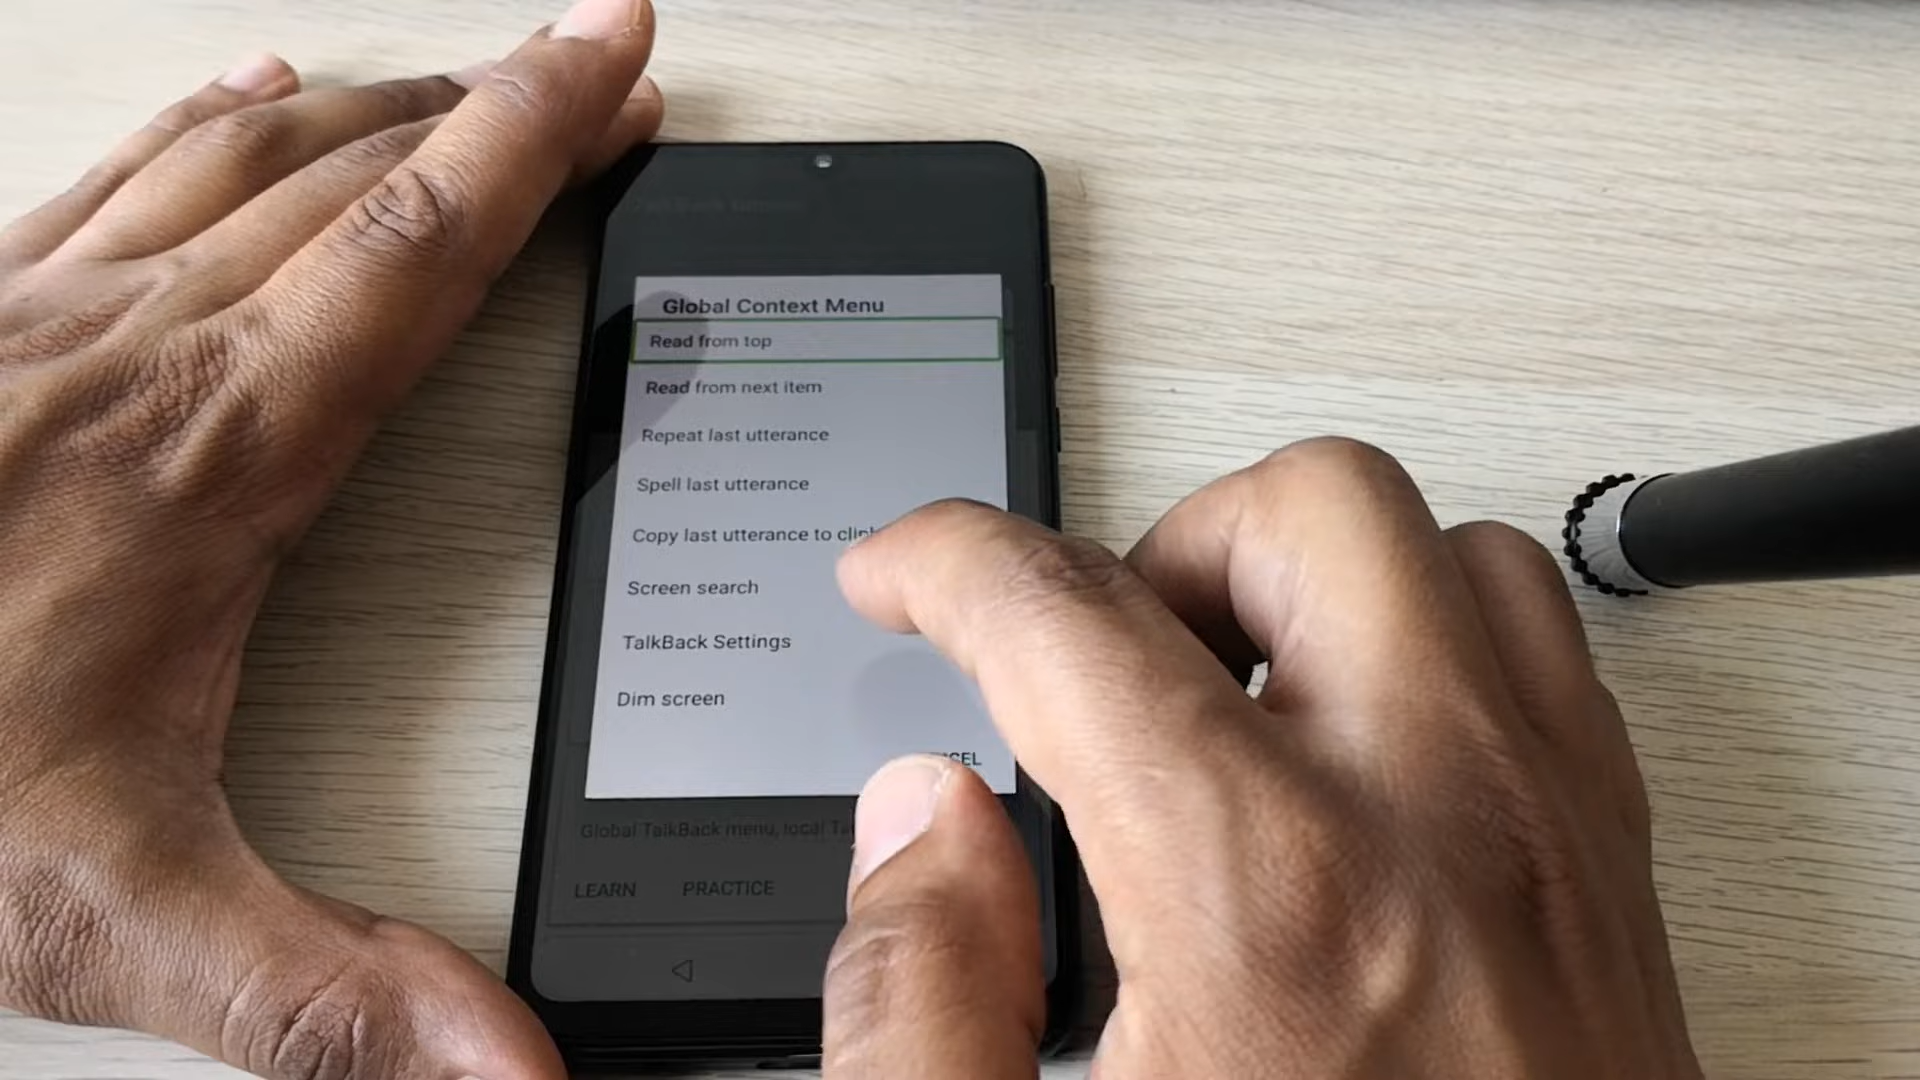 Global Context Menu
Read from top
Read from next item
Repeat last utterance
Spell last utterance
Copy last utterance to
Screen search
TalkBack Settings
Dim screen
Global TalkBack menu, local
LEARN PRACTICE